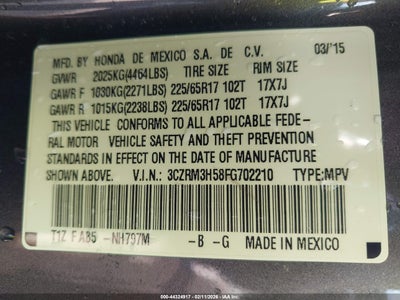 MFD. BY HONDA DE MEXICO S.A. DE C.V. 03/'15
GVWR 2025KG(4464LBS) TIRE SIZE RIM SIZE
GAWR F 1030KG(2271LBS) 225/65R17 102T 17X7J
GAWR R 1015KG(2238LBS) 225/65R17 102T 17X7J
THIS VEHICLE CONFORMS TO ALL APPLICABLE FEDE-
RAL MOTOR VEHICLE SAFETY AND THEFT PREVENTION
STANDARDS IN EFFECT ON THE DATE OF MANUFACTURE
SHOWN ABOVE. V.I.N.: 3CZRM3H58FG702210 TYPE:MPV
T1Z F A85 -NH797M -B -G MADE IN MEXICO
© IAA (ID: 44324917 - 02/11/2026 - IAA)